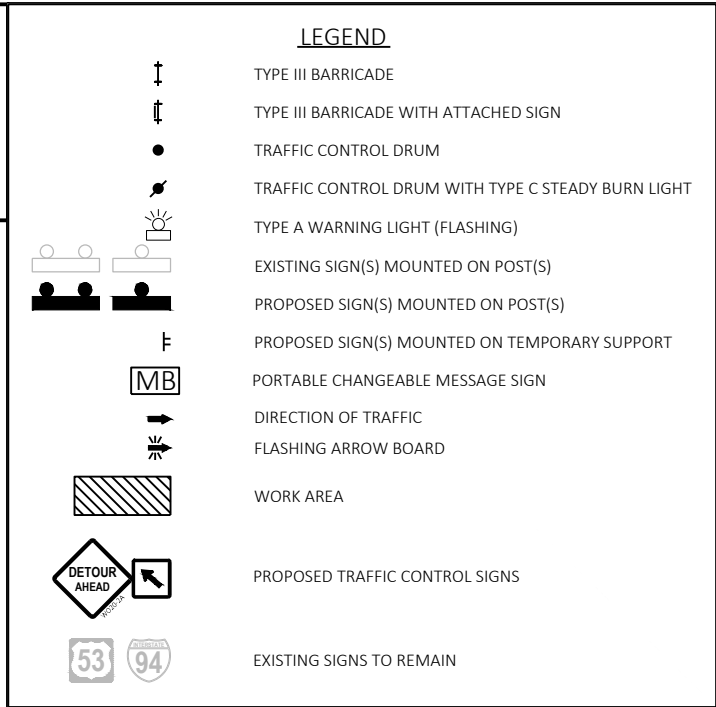 LEGEND
TYPE III BARRICADE
TYPE III BARRICADE WITH ATTACHED SIGN
TRAFFIC CONTROL DRUM
TRAFFIC CONTROL DRUM WITH TYPE C STEADY BURN LIGHT
TYPE A WARNING LIGHT (FLASHING)
EXISTING SIGN(S) MOUNTED ON POST(S)
PROPOSED SIGN(S) MOUNTED ON POST(S)
PROPOSED SIGN(S) MOUNTED ON TEMPORARY SUPPORT
MB PORTABLE CHANGEABLE MESSAGE SIGN
DIRECTION OF TRAFFIC
FLASHING ARROW BOARD
WORK AREA
DETOUR
AHEAD
WO20-2A
PROPOSED TRAFFIC CONTROL SIGNS
INTERSTATE
53 94 EXISTING SIGNS TO REMAIN